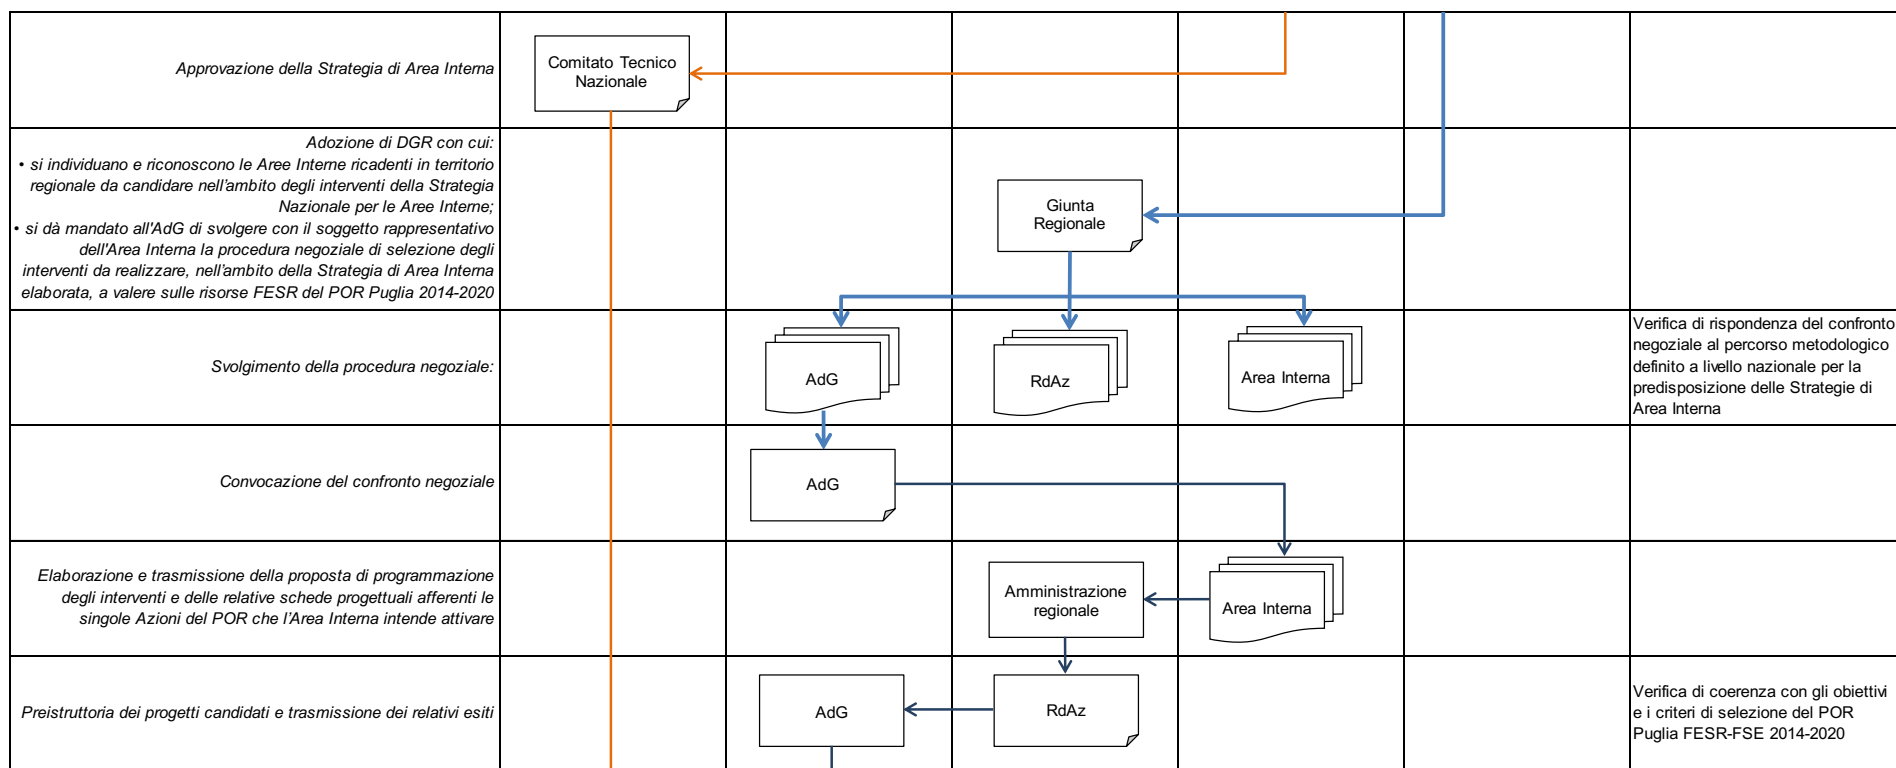 Approvazione della Strategia di Area Interna
Comitato Tecnico
Nazionale
Adozione di DGR con cui:
• si individuano e riconoscono le Aree Interne ricadenti in territorio
regionale da candidare nell'ambito degli interventi della Strategia
Nazionale per le Aree Interne;
• si dà mandato all'AdG di svolgere con il soggetto rappresentativo
dell'Area Interna la procedura negoziale di selezione degli
interventi da realizzare, nell'ambito della Strategia di Area Interna
elaborata, a valere sulle risorse FESR del POR Puglia 2014-2020
Giunta
Regionale
Svolgimento della procedura negoziale:
AdG
RdAz
Area Interna
Verifica di rispondenza del confronto
negoziale al percorso metodologico
definito a livello nazionale per la
predisposizione delle Strategie di
Area Interna
Convocazione del confronto negoziale
AdG
Elaborazione e trasmissione della proposta di programmazione
degli interventi e delle relative schede progettuali afferenti le
singole Azioni del POR che l'Area Interna intende attivare
Amministrazione
regionale
Area Interna
Preistruttoria dei progetti candidati e trasmissione dei relativi esiti
AdG
RdAz
Verifica di coerenza con gli obiettivi
e i criteri di selezione del POR
Puglia FESR-FSE 2014-2020